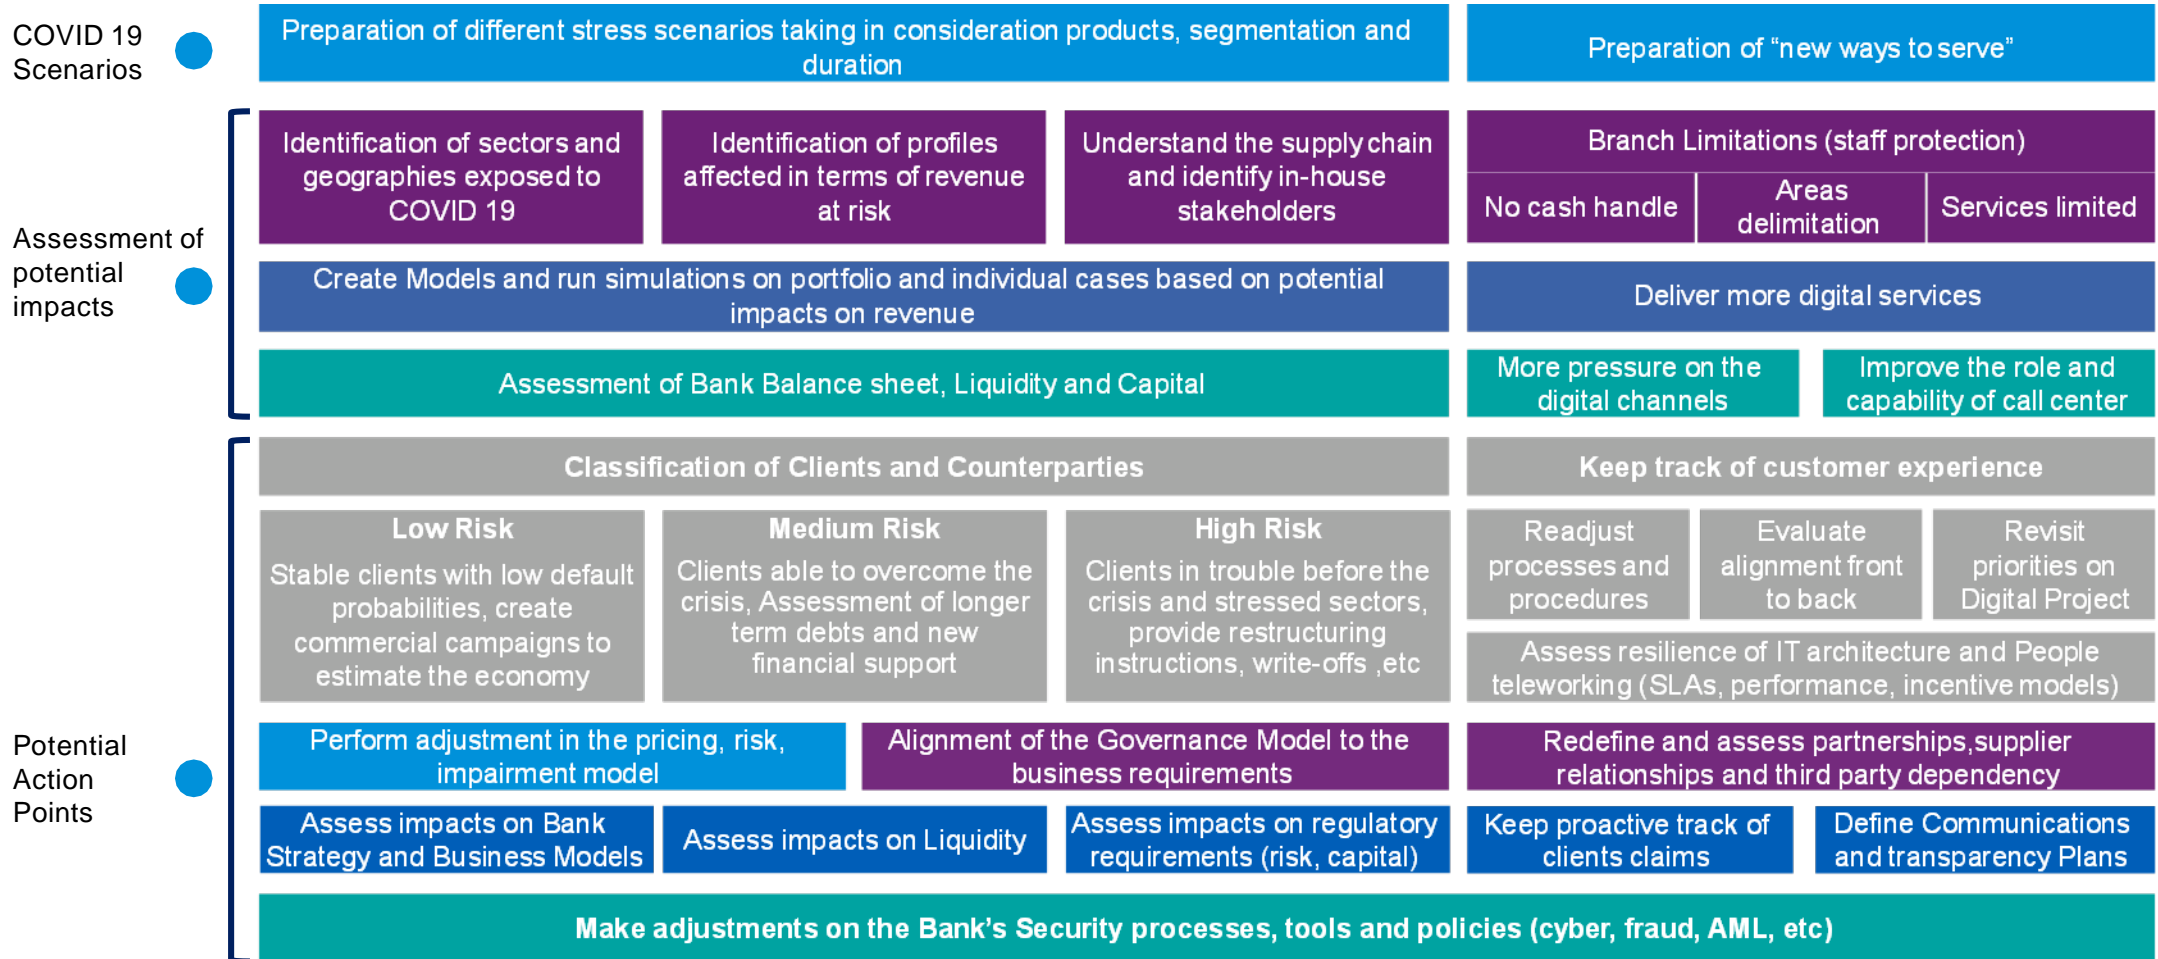 COVID 19
Scenarios
Preparation of different stress scenarios taking in consideration products, segmentation and
duration
Preparation of “new ways to serve”
Assessment of
potential
impacts
Identification of sectors and
geographies exposed to
COVID 19
Identification of profiles
affected in terms of revenue
at risk
Understand the supply chain
and identify in-house
stakeholders
Branch Limitations (staff protection)
No cash handle
Areas
delimitation
Services limited
Create Models and run simulations on portfolio and individual cases based on potential
impacts on revenue
Deliver more digital services
Assessment of Bank Balance sheet, Liquidity and Capital
More pressure on the
digital channels
Improve the role and
capability of call center
Potential
Action
Points
Classification of Clients and Counterparties
Keep track of customer experience
Low Risk
Stable clients with low default
probabilities, create
commercial campaigns to
estimate the economy
Medium Risk
Clients able to overcome the
crisis, Assessment of longer
term debts and new
financial support
High Risk
Clients in trouble before the
crisis and stressed sectors,
provide restructuring
instructions, write-offs ,etc
Readjust
processes and
procedures
Evaluate
alignment front
to back
Revisit
priorities on
Digital Project
Assess resilience of IT architecture and People
teleworking (SLAs, performance, incentive models)
Perform adjustment in the pricing, risk,
impairment model
Alignment of the Governance Model to the
business requirements
Redefine and assess partnerships,supplier
relationships and third party dependency
Assess impacts on Bank
Strategy and Business Models
Assess impacts on Liquidity
Assess impacts on regulatory
requirements (risk, capital)
Keep proactive track of
clients claims
Define Communications
and transparency Plans
Make adjustments on the Bank’s Security processes, tools and policies (cyber, fraud, AML, etc)